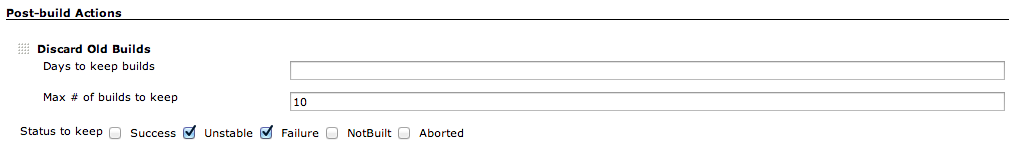 Post-build Actions
Discard Old Builds
Days to keep builds
Max # of builds to keep 10
Status to keep Success Unstable Failure NotBuilt Aborted